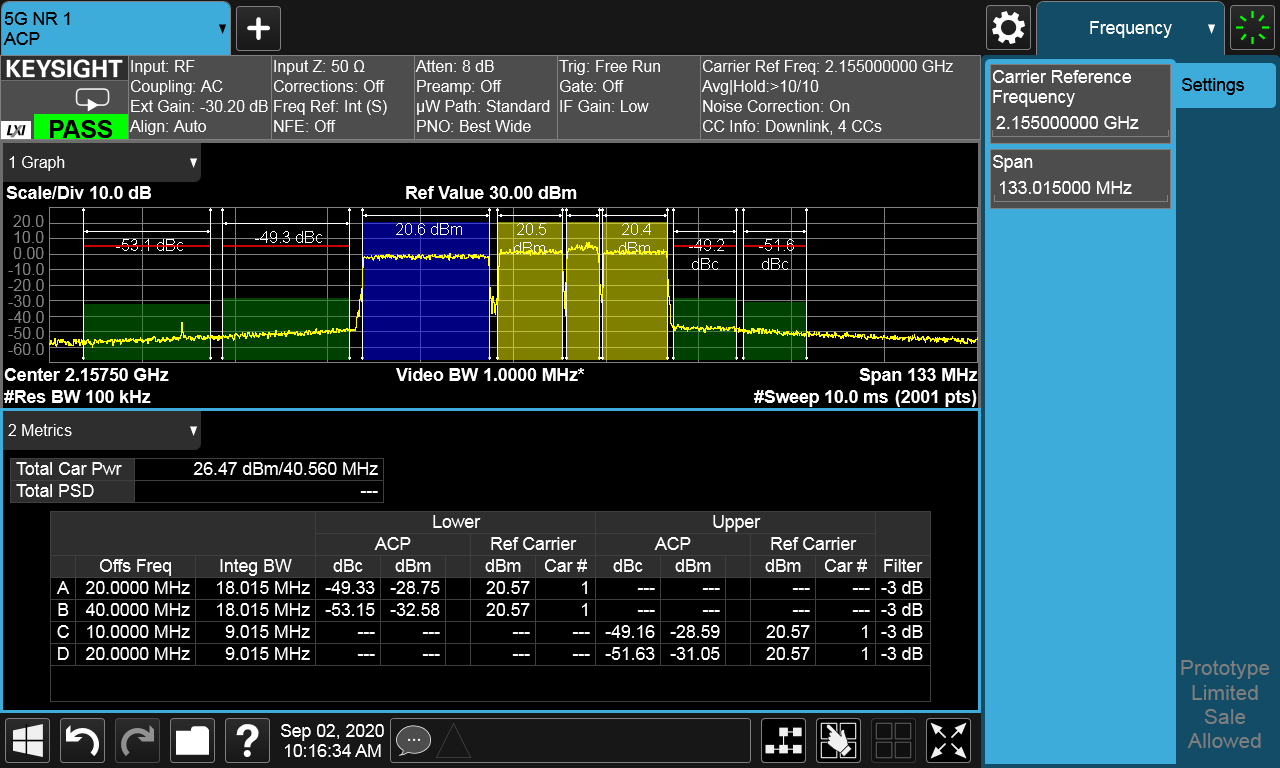 5G NR 1
ACP
Frequency
KEYSIGHT
LXI
PASS
Input: RF
Coupling: AC
Ext Gain: -30.20 dB
Align: Auto
Input Z: 50 Ω
Corrections: Off
Freq Ref: Int (S)
NFE: Off
Atten: 8 dB
Preamp: Off
µW Path: Standard
PNO: Best Wide
Trig: Free Run
Gate: Off
IF Gain: Low
Carrier Ref Freq: 2.155000000 GHz
Avg|Hold:>10/10
Noise Correction: On
CC Info: Downlink, 4 CCs
Carrier Reference
Frequency
2.155000000 GHz
Span
133.015000 MHz
Settings
1 Graph
Scale/Div 10.0 dB
Ref Value 30.00 dBm
20.0
10.0
0.00
-10.0
-20.0
-30.0
-40.0
-50.0
-60.0
-53.1 dBc
-49.3 dBc
20.6 dBm
20.5
dBm
20.4
dBm
-49.2
dBc
-51.6
dBc
Center 2.15750 GHz
Video BW 1.0000 MHz*
Span 133 MHz
#Res BW 100 kHz
#Sweep 10.0 ms (2001 pts)
2 Metrics
Total Car Pwr 26.47 dBm/40.560 MHz
Total PSD ---
Lower Upper
ACP Ref Carrier ACP Ref Carrier
Offs Freq Integ BW dBc dBm dBm Car # dBc dBm dBm Car # Filter
A 20.0000 MHz 18.015 MHz -49.33 -28.75 20.57 1 --- --- --- --- -3 dB
B 40.0000 MHz 18.015 MHz -53.15 -32.58 20.57 1 --- --- --- --- -3 dB
C 10.0000 MHz 9.015 MHz --- --- --- --- -49.16 -28.59 20.57 1 -3 dB
D 20.0000 MHz 9.015 MHz --- --- --- --- -51.63 -31.05 20.57 1 -3 dB
Prototype
Limited
Sale
Allowed
Sep 02, 2020
10:16:34 AM